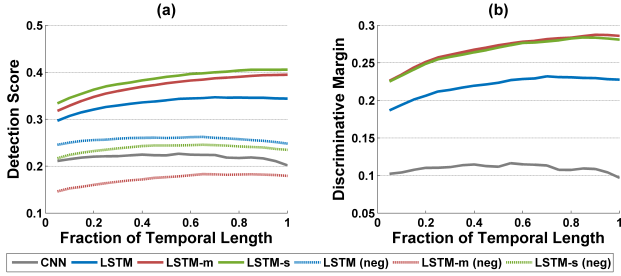 (a)
0.5
0.4
0.3
0.2
0.1
Detection Score
0 0.2 0.4 0.6 0.8 1
Fraction of Temporal Length
(b)
0.3
0.25
0.2
0.15
0.1
0.05
Discriminative Margin
0 0.2 0.4 0.6 0.8 1
Fraction of Temporal Length
CNN LSTM LSTM-m LSTM-s LSTM (neg) LSTM-m (neg) LSTM-s (neg)